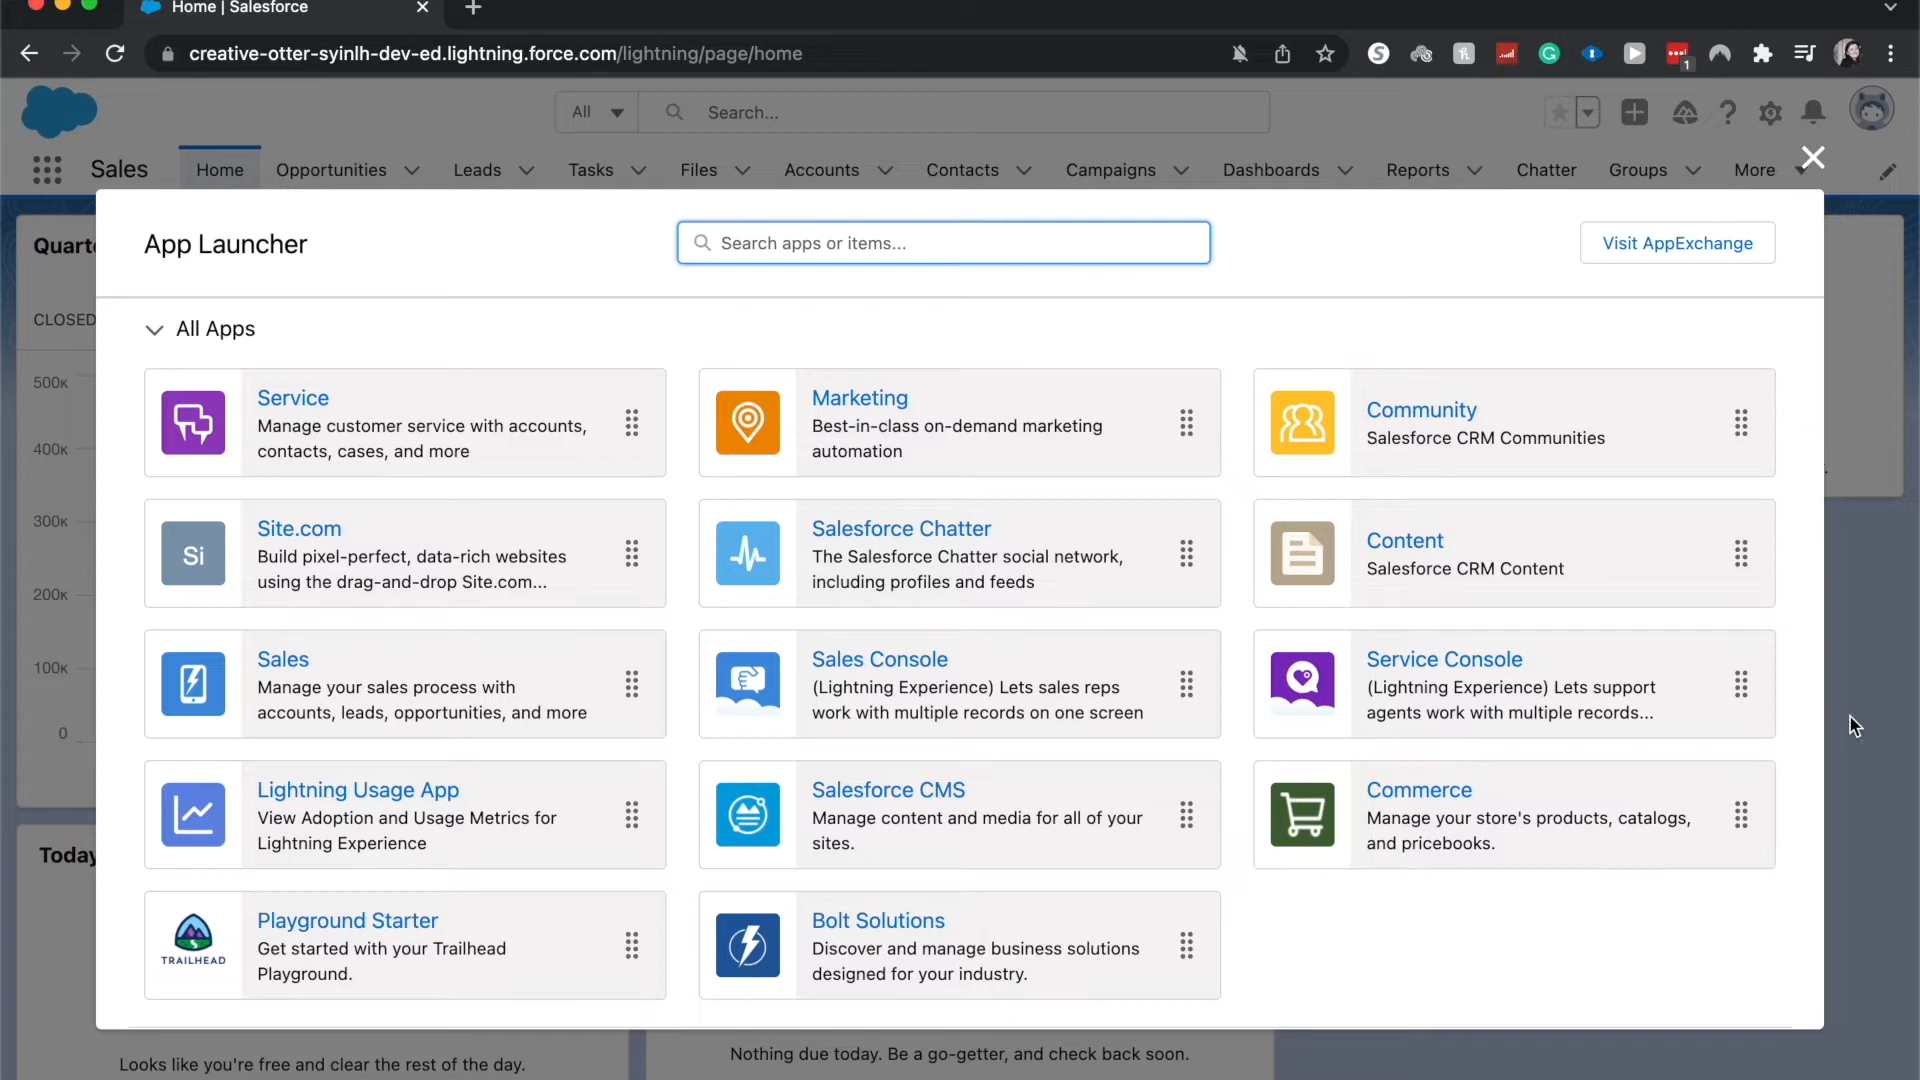 Home | Salesforce
creative-otter-syinlh-dev-ed.lightning.force.com/lightning/page/home
1
All
Search...
Sales
Home
Opportunities
Leads
Tasks
Files
Accounts
Contacts
Campaigns
Dashboards
Reports
Chatter
Groups
More
Quart
CLOSED
500K
400K
300K
200K
100K
0
Today
App Launcher
Search apps or items...
Visit AppExchange
All Apps
Service
Manage customer service with accounts,
contacts, cases, and more
Marketing
Best-in-class on-demand marketing
automation
Community
Salesforce CRM Communities
Si
Site.com
Build pixel-perfect, data-rich websites
using the drag-and-drop Site.com...
Salesforce Chatter
The Salesforce Chatter social network,
including profiles and feeds
Content
Salesforce CRM Content
Sales
Manage your sales process with
accounts, leads, opportunities, and more
Sales Console
(Lightning Experience) Lets sales reps
work with multiple records on one screen
Service Console
(Lightning Experience) Lets support
agents work with multiple records...
Lightning Usage App
View Adoption and Usage Metrics for
Lightning Experience
Salesforce CMS
Manage content and media for all of your
sites.
Commerce
Manage your store's products, catalogs,
and pricebooks.
TRAILHEAD
Playground Starter
Get started with your Trailhead
Playground.
Bolt Solutions
Discover and manage business solutions
designed for your industry.
Looks like you're free and clear the rest of the day.
Nothing due today. Be a go-getter, and check back soon.